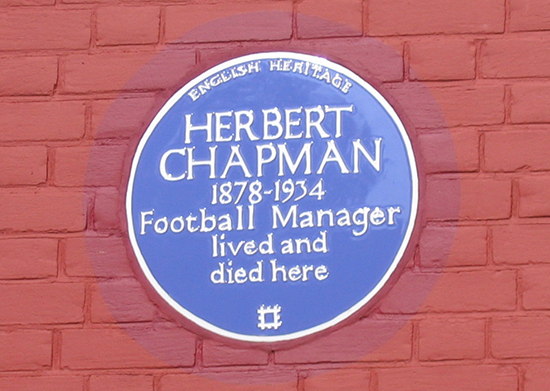 ENGLISH HERITAGE
HERBERT
CHAPMAN
1878-1934
Football Manager
lived and
died here